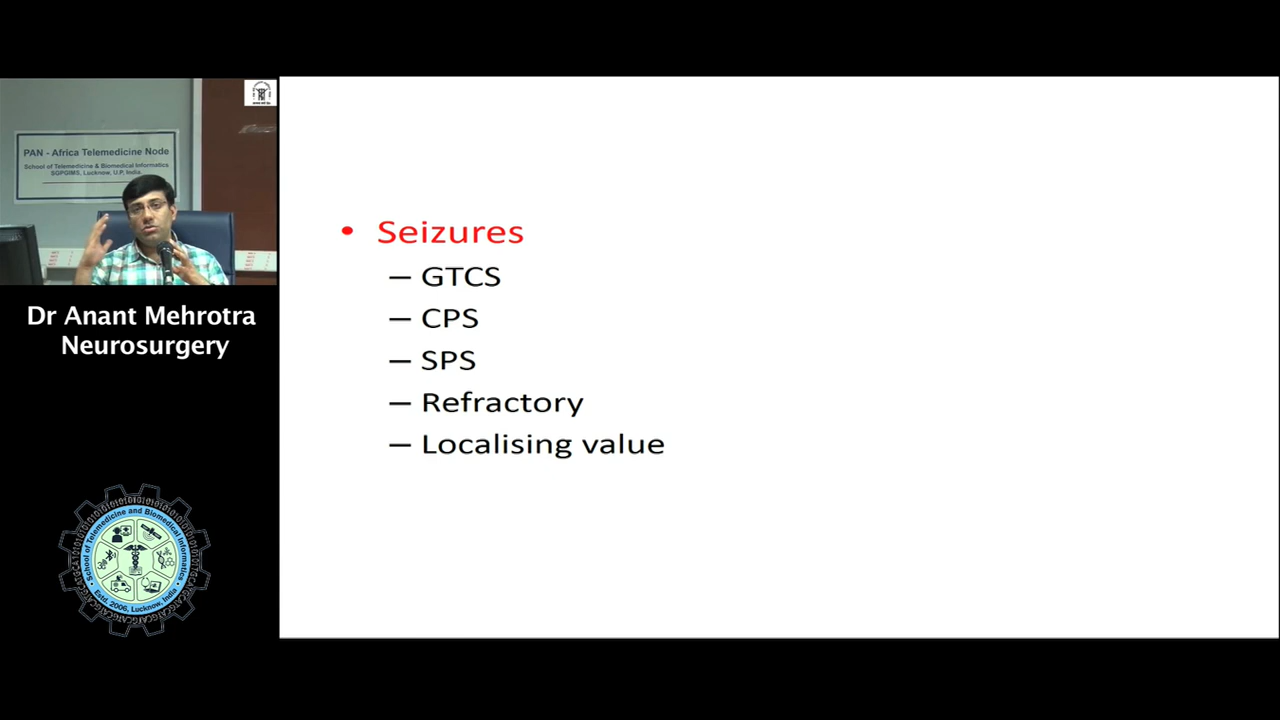 PAN - Africa Telemedicine Node
School of Telemedicine & Biomedical Informatics
SGPGIMS, Lucknow, U.P. India.
Dr Anant Mehrotra
Neurosurgery
School of Telemedicine and Biomedical Informatics
Estd. 2006, Lucknow, India
• Seizures
– GTCS
– CPS
– SPS
– Refractory
– Localising value